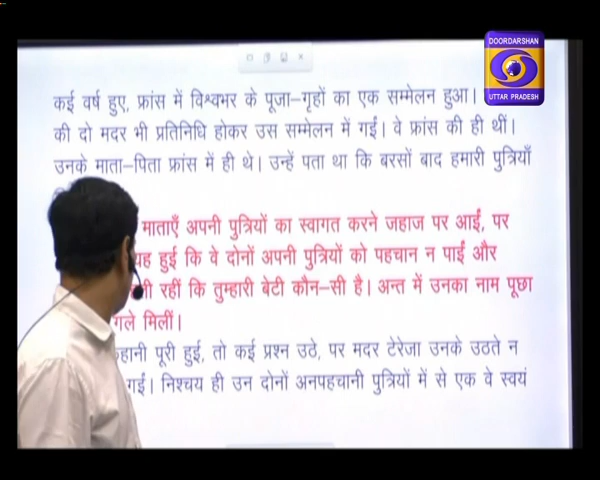 DOORDARSHAN
UTTAR PRADESH
कई वर्ष हुए, फ्रांस में विश्वभर के पूजा–गृहों का एक सम्मेलन हुआ।
की दो मदर भी प्रतिनिधि होकर उस सम्मेलन में गईं। वे फ्रांस की ही थीं।
उनके माता–पिता फ्रांस में ही थे। उन्हें पता था कि बरसों बाद हमारी पुत्रियाँ
माताएँ अपनी पुत्रियों का स्वागत करने जहाज पर आईं, पर
यह हुई कि वे दोनों अपनी पुत्रियों को पहचान न पाईं और
रहीं कि तुम्हारी बेटी कौन–सी है। अन्त में उनका नाम पूछा
गले मिलीं।
कहानी पूरी हुई, तो कई प्रश्न उठे, पर मदर टेरेजा उनके उठते न
गईं। निश्चय ही उन दोनों अनपहचानी पुत्रियों में से एक वे स्वयं